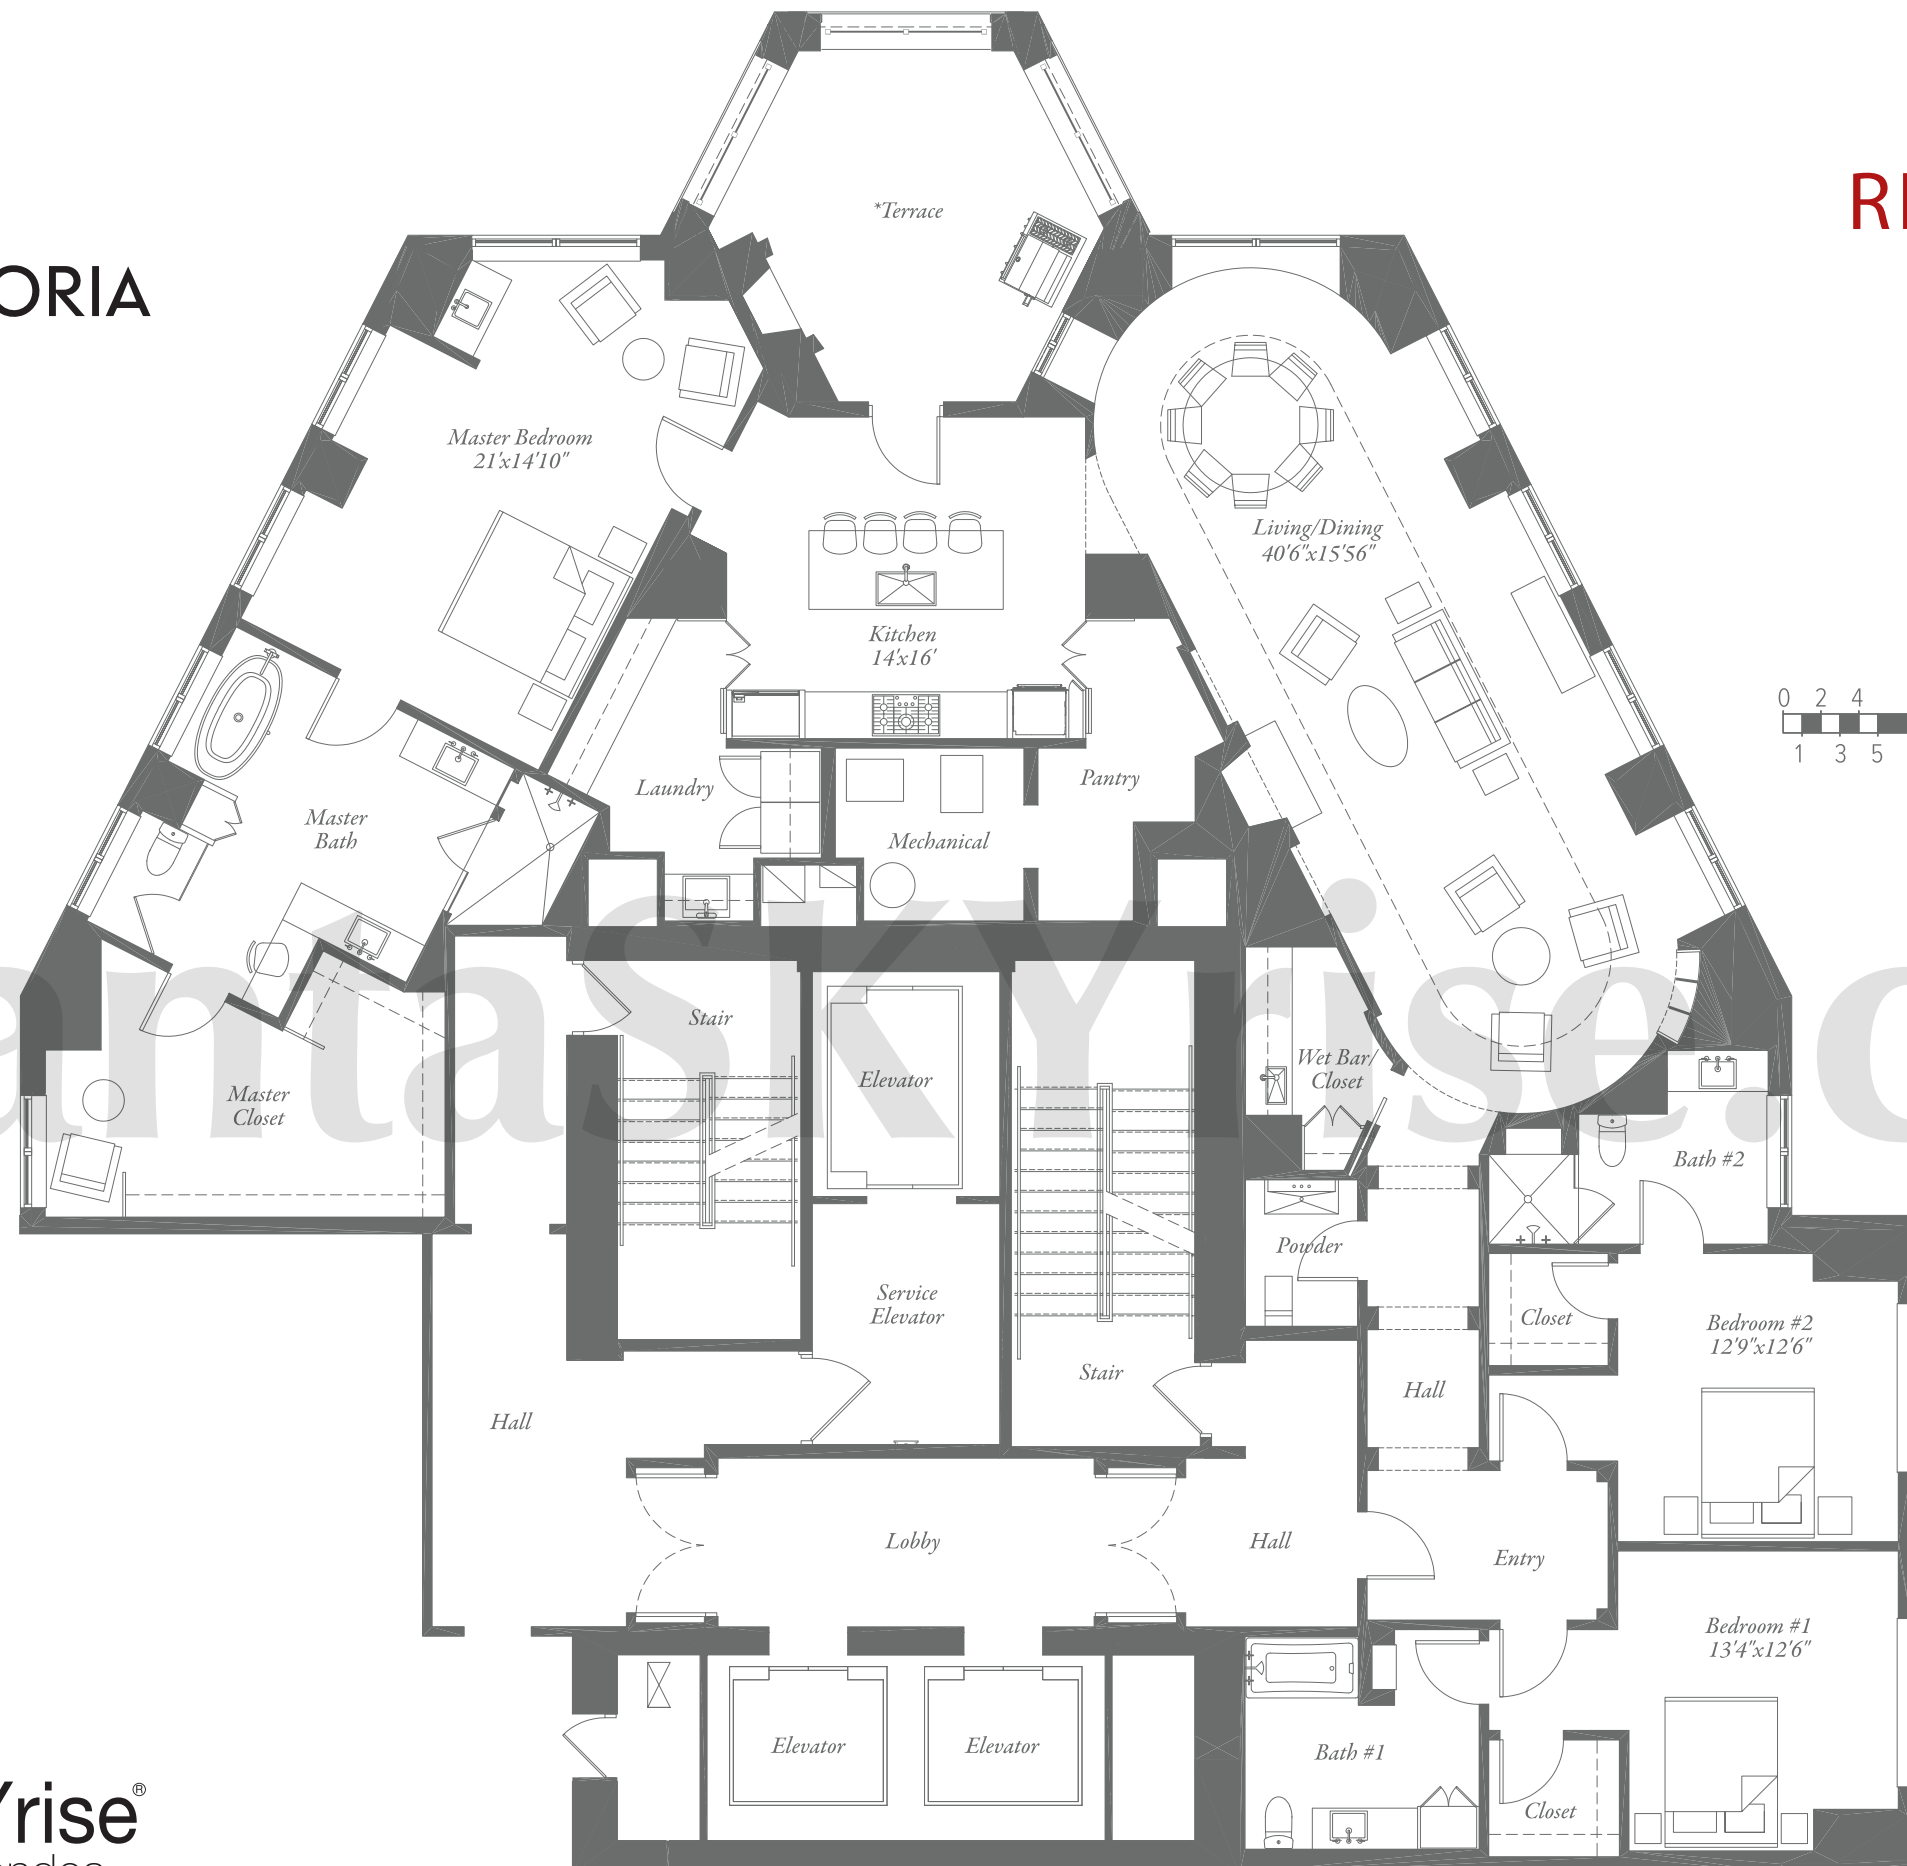 *Terrace
RE
ORIA
Master Bedroom
21'x14'10"
Living/Dining
40'6"x15'56"
Kitchen
14'x16'
0 2 4
1 3 5
Laundry
Pantry
Master
Bath
Mechanical
antaSKYrise.c
Stair
Elevator
Wet Bar/
Closet
Master
Closet
Bath #2
Powder
Service
Elevator
Closet
Bedroom #2
12'9"x12'6"
Stair
Hall
Hall
Lobby
Hall
Entry
Bedroom #1
13'4"x12'6"
Elevator
Elevator
Bath #1
Closet
Yrise®